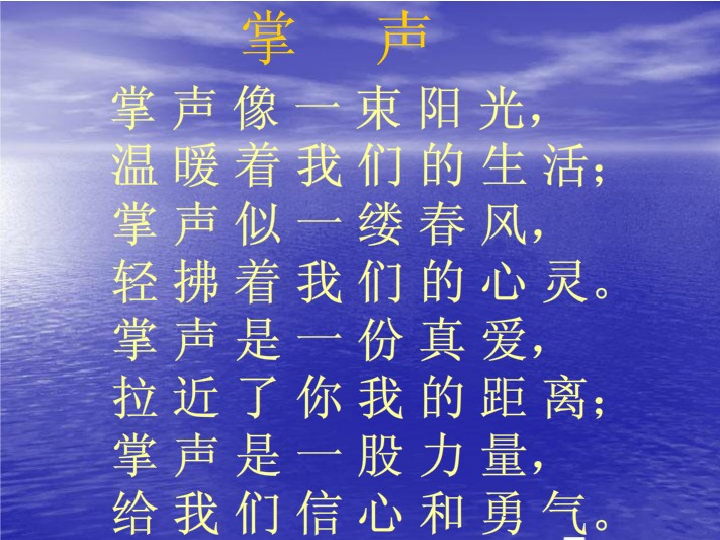 掌 声
掌声像一束阳光，
温暖着我们的生活；
掌声似一缕春风，
轻拂着我们的心灵。
掌声是一份真爱，
拉近了你我的距离；
掌声是一股力量，
给我们信心和勇气。